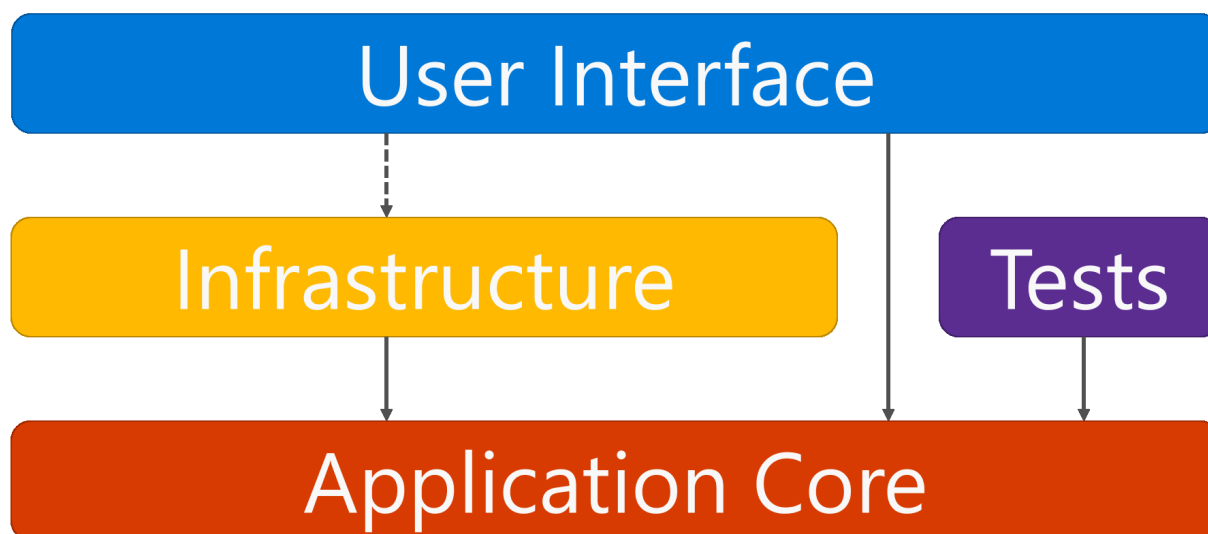 User Interface
Infrastructure
Tests
Application Core